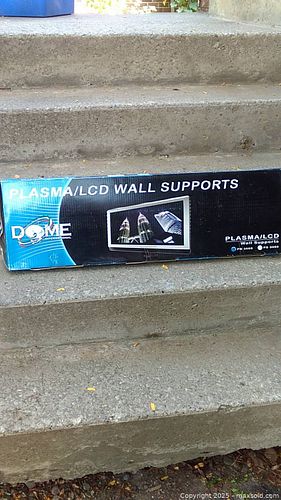 PLASMA/LCD WALL SUPPORTS
DOME
PLASMA/LCD
Wall Supports
Copyright © 2025 - maxsold.com